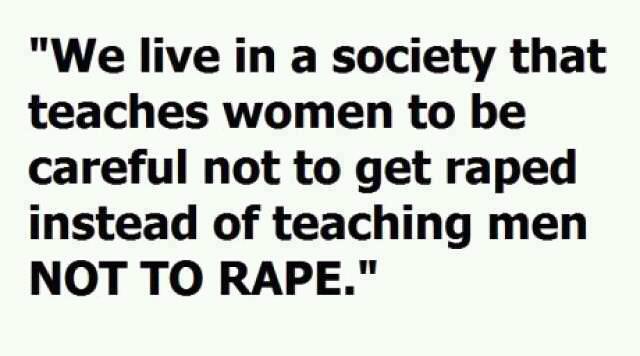 "We live in a society that
teaches women to be
careful not to get raped
instead of teaching men
NOT TO RAPE."